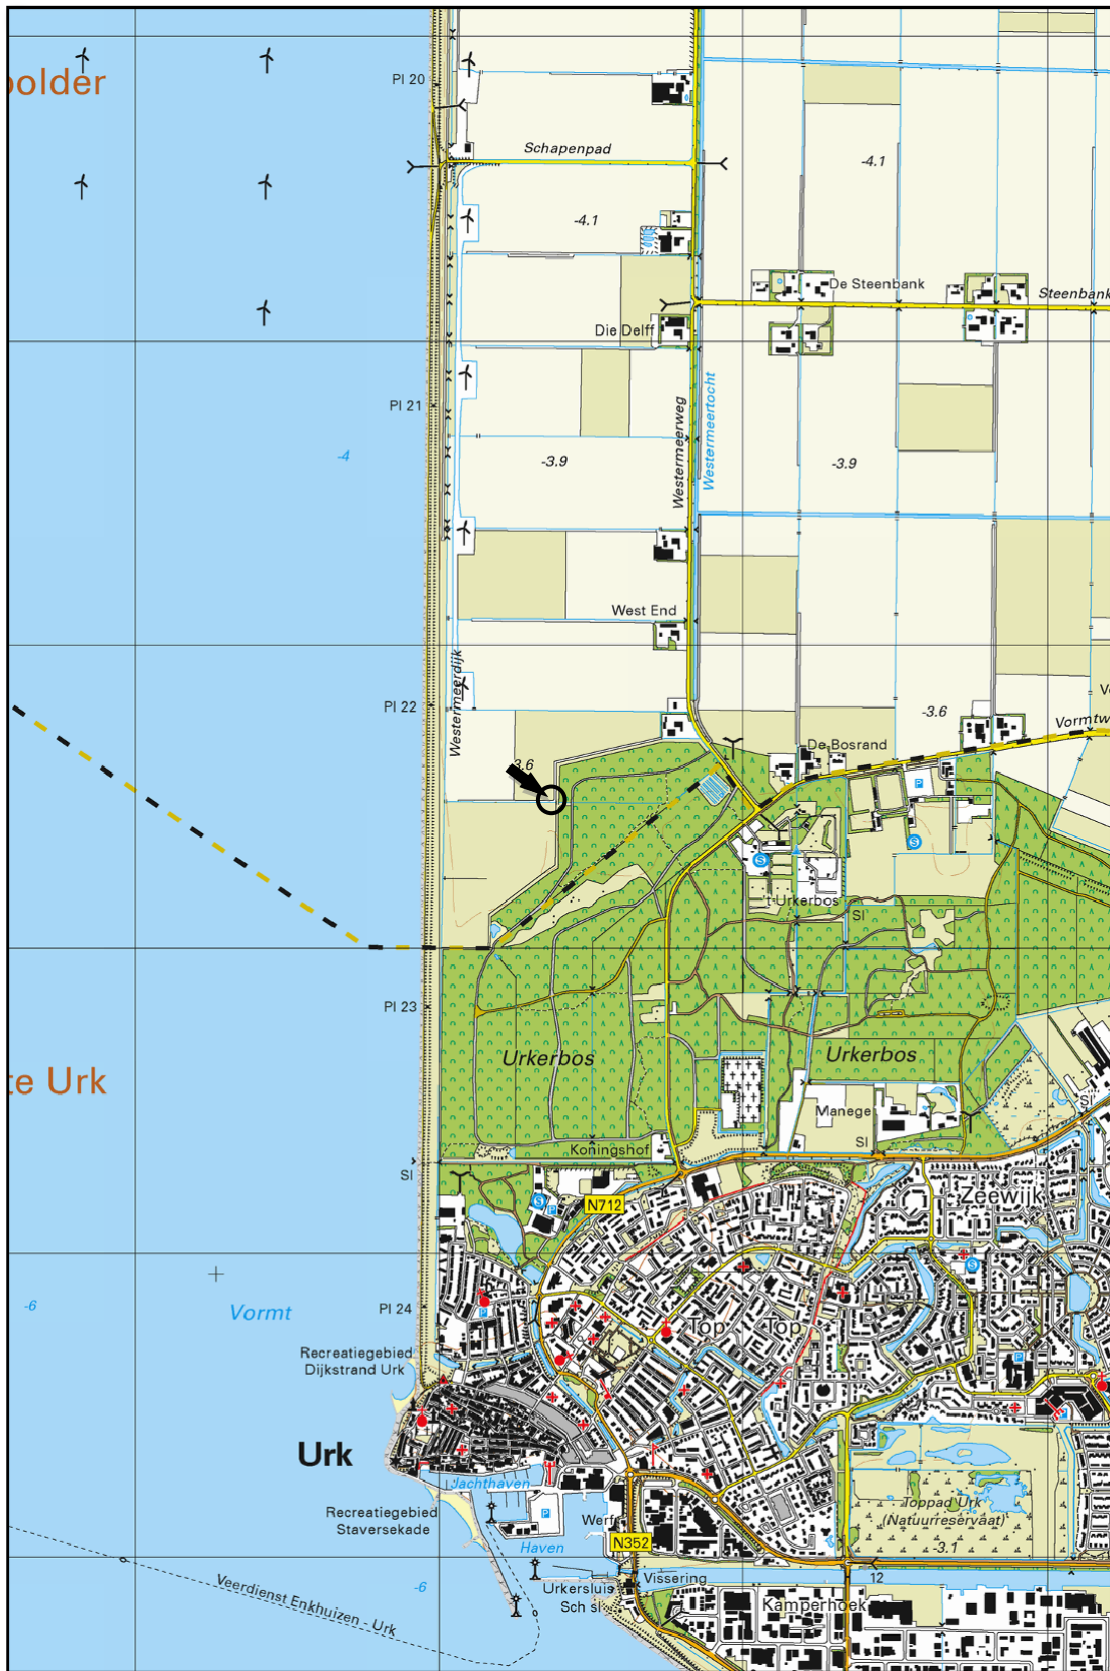 polder
Pl 20
Schapenpad
-4.1
-4.1
De Steenbank
Steenbank
Die Delff
Pl 21
Westermeerweg
Westermeertocht
-4
-3.9
-3.9
West End
Westermeerdijk
Pl 22
-3.6
Vormtw
De Bosrand
3.6
P
S
S
't Urkerbos
Sl
Pl 23
Urkerbos
Urkerbos
te Urk
Manege
Sl
Sl
Koningshof
Sl
N712
Zeewijk
S
P
S
-6
Vormt
Pl 24
P
Top
Top
Recreatiegebied
Dijkstrand Urk
P
Urk
Jachthaven
Recreatiegebied
Staversekade
P
Werf
Toppad Urk
(Natuurreservaat)
-3.1
Haven
N352
Veerdienst Enkhuizen - Urk
-6
Urkersluis
Sch sl
Vissering
12
Kamperhoek